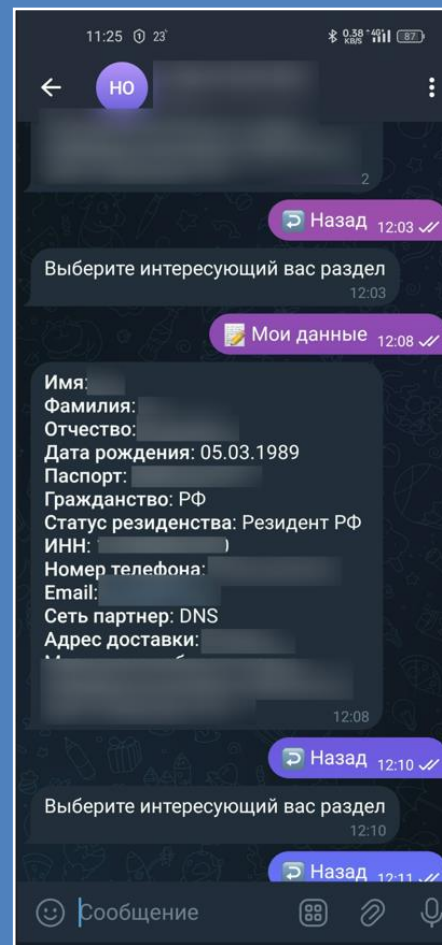 11:25 23°
0.38 KB/S 4G 87
НО
2
Назад 12:03
Выберите интересующий вас раздел
12:03
Мои данные 12:08
Имя:
Фамилия:
Отчество:
Дата рождения: 05.03.1989
Паспорт:
Гражданство: РФ
Статус резиденства: Резидент РФ
ИНН:
Номер телефона:
Email:
Сеть партнер: DNS
Адрес доставки:
12:08
Назад 12:10
Выберите интересующий вас раздел
12:10
Назад 12:11
Сообщение